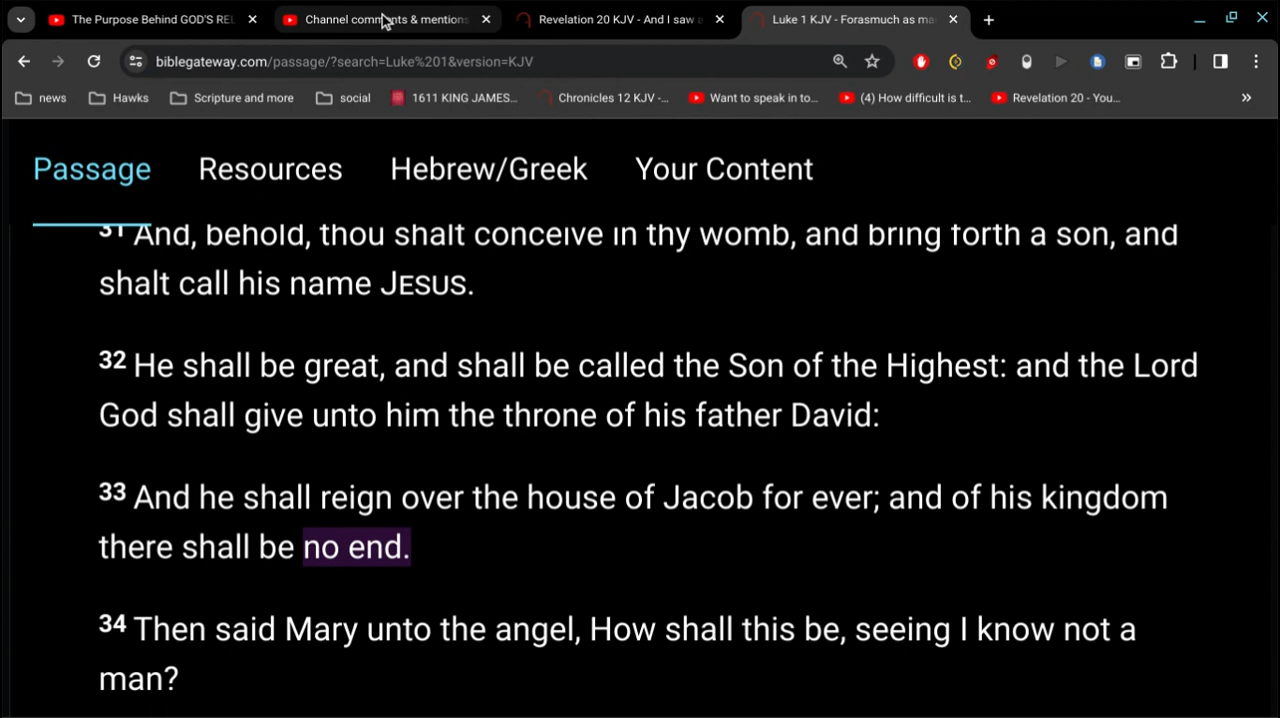 The Purpose Behind GOD'S REL
Channel comments & mentions
Revelation 20 KJV - And I saw a
Luke 1 KJV - Forasmuch as ma
biblegateway.com/passage/?search=Luke%201&version=KJV
news
Hawks
Scripture and more
social
1611 KING JAMES...
Chronicles 12 KJV -...
Want to speak in to...
(4) How difficult is t...
Revelation 20 - You...
Passage
Resources
Hebrew/Greek
Your Content
31 And, behold, thou shalt conceive in thy womb, and bring forth a son, and
shalt call his name JESUS.
32 He shall be great, and shall be called the Son of the Highest: and the Lord
God shall give unto him the throne of his father David:
33 And he shall reign over the house of Jacob for ever; and of his kingdom
there shall be no end.
34 Then said Mary unto the angel, How shall this be, seeing I know not a
man?